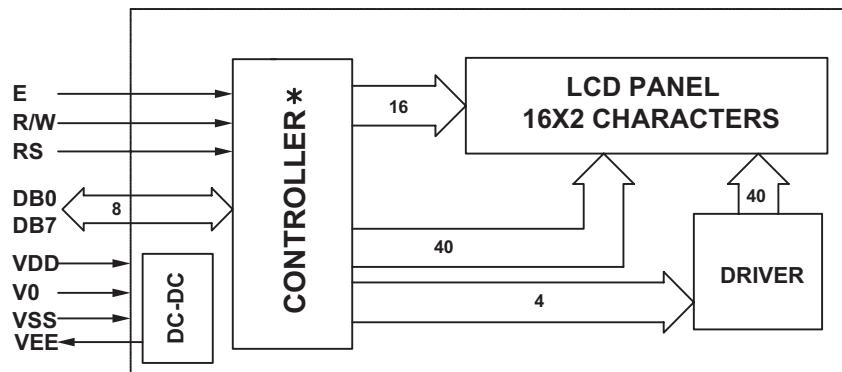 E
R/W
RS
DB0
DB7
8
VDD
V0
VSS
VEE
DC-DC
CONTROLLER*
16
LCD PANEL
16X2 CHARACTERS
40
40
4
DRIVER